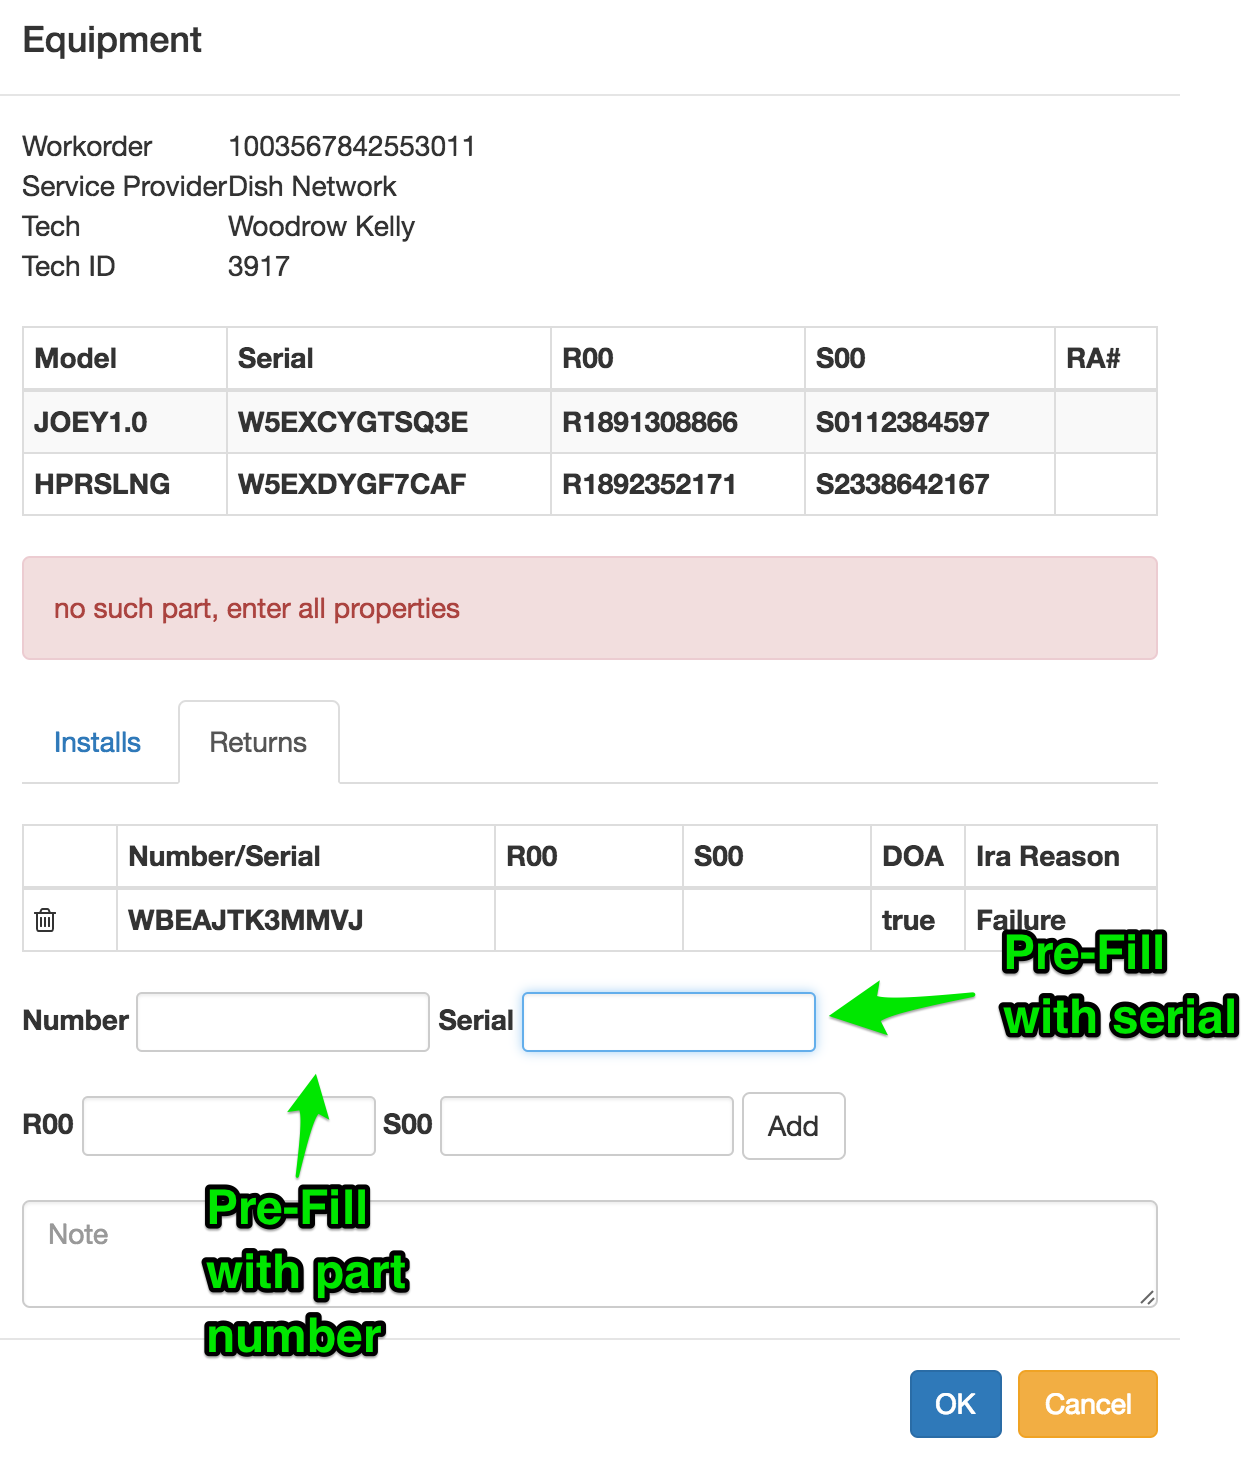 Equipment
Workorder 1003567842553011
Service Provider Dish Network
Tech Woodrow Kelly
Tech ID 3917
Model Serial R00 S00 RA#
JOEY1.0 W5EXCYGTSQ3E R1891308866 S0112384597
HPRSLNG W5EXDYGF7CAF R1892352171 S2338642167
no such part, enter all properties
Installs Returns
Number/Serial R00 S00 DOA Ira Reason
WBEAJTK3MMVJ true Failure
Pre-Fill
with serial
Number Serial
R00 S00 Add
Pre-Fill
with part
number
Note
OK Cancel